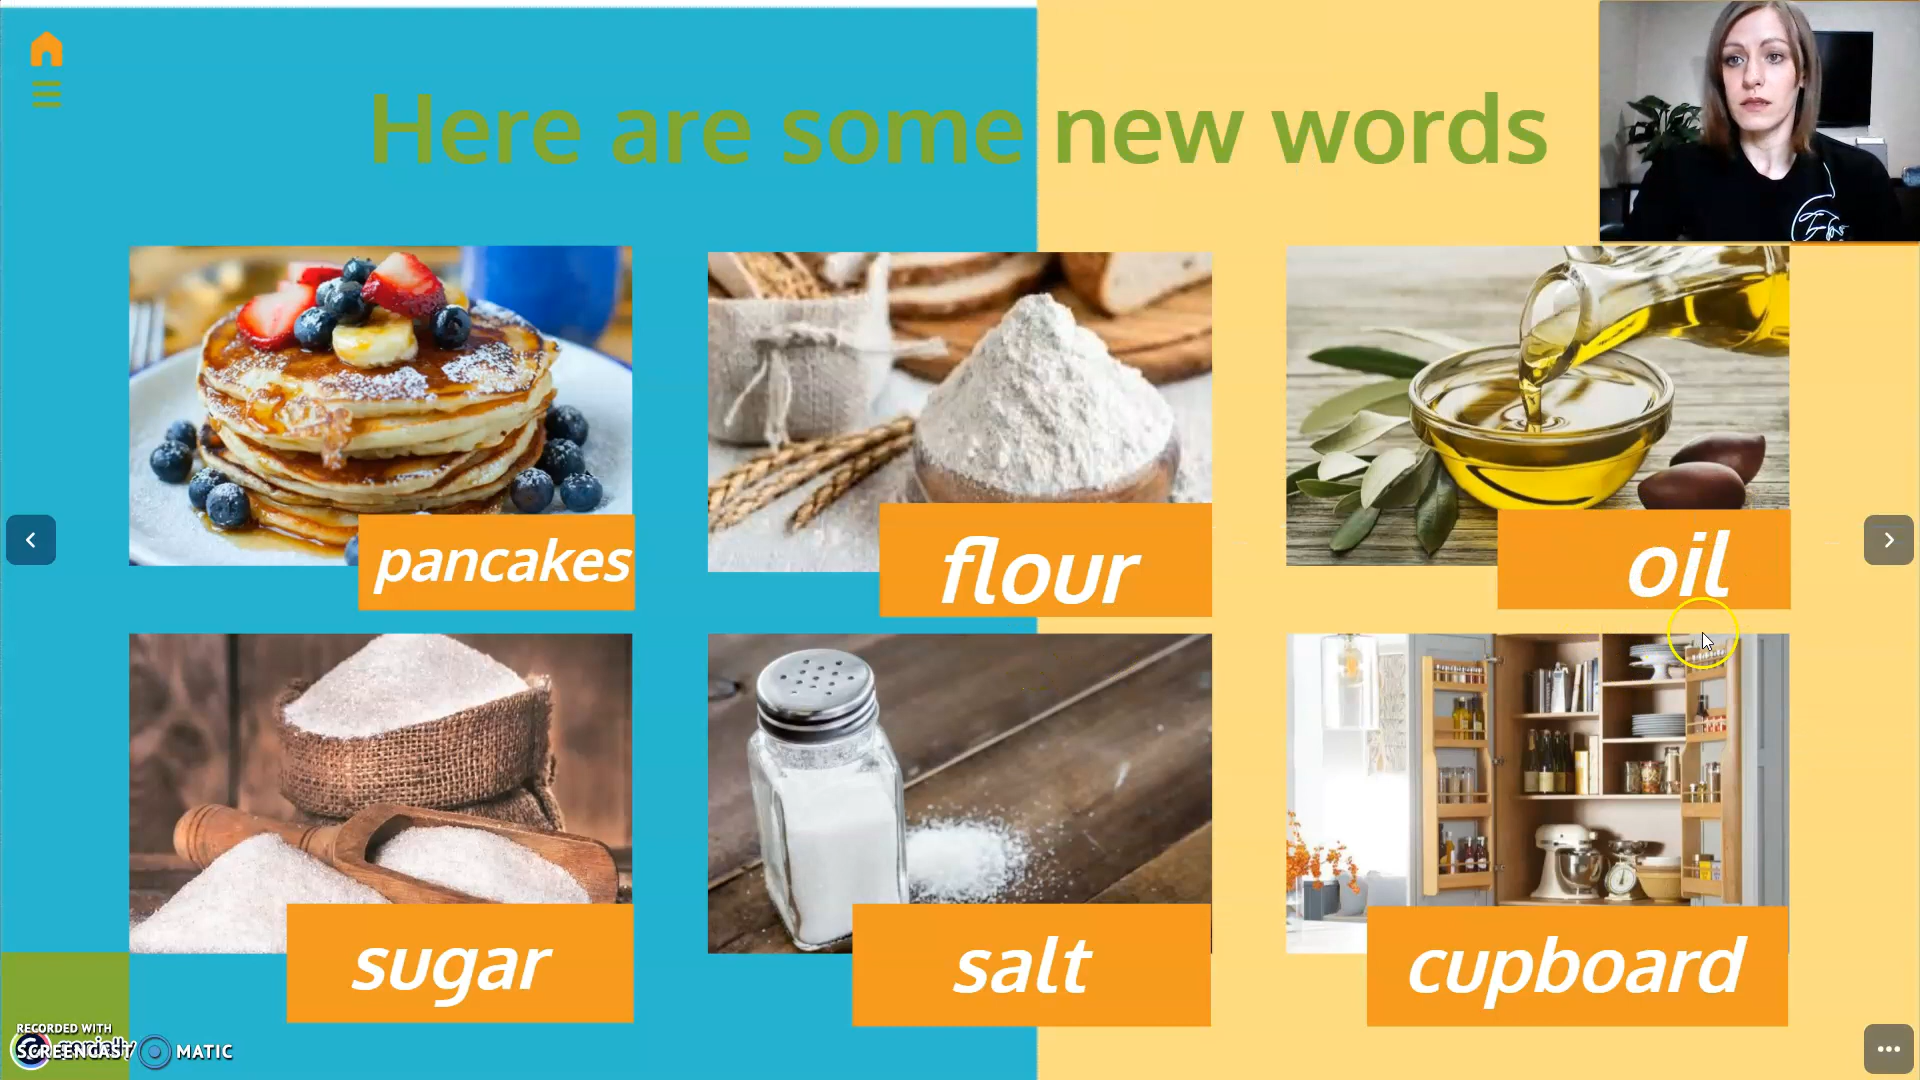 Here are some new words
pancakes
flour
oil
sugar
salt
cupboard
RECORDED WITH
SCREENCAST MATIC